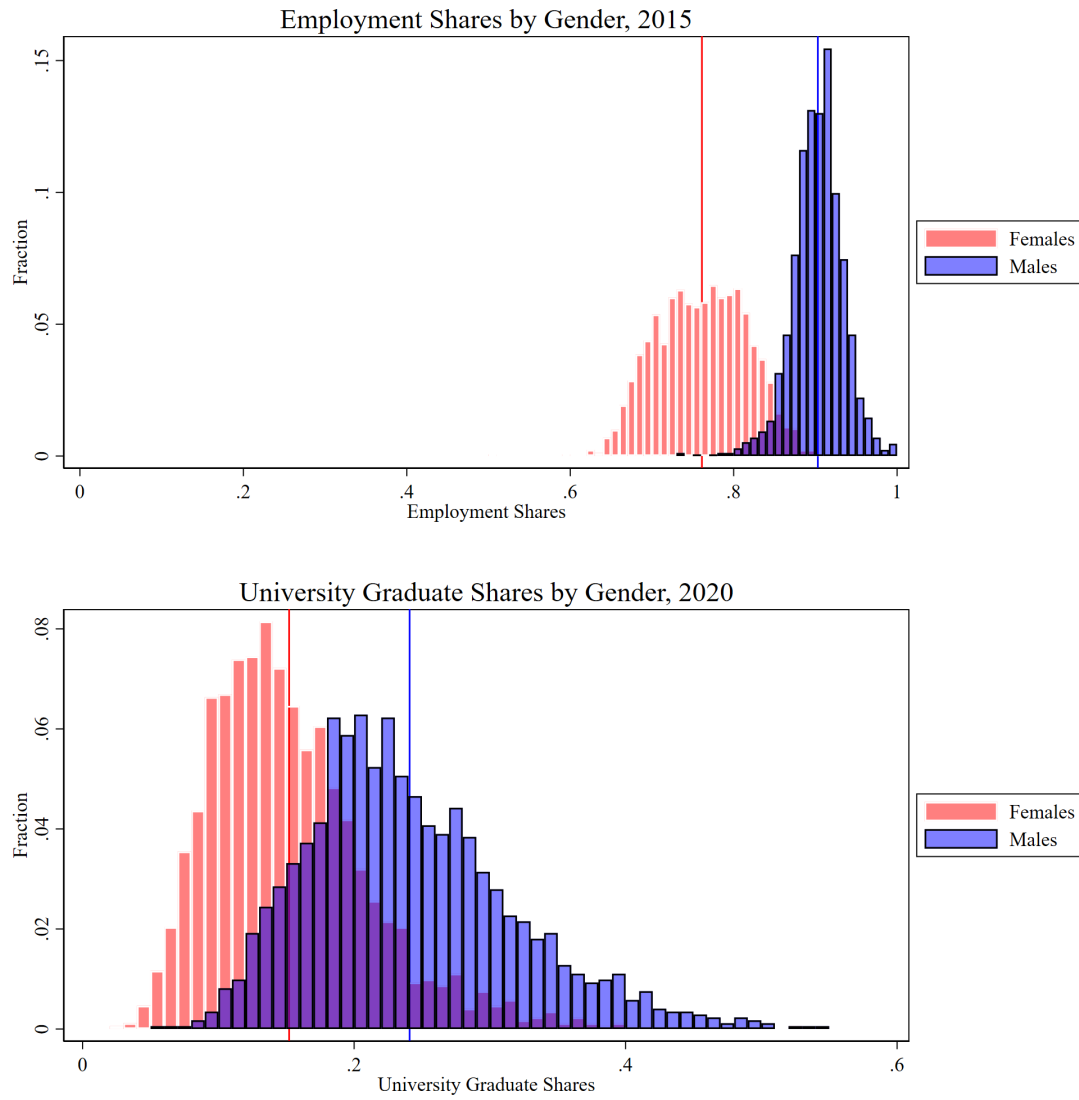 Employment Shares by Gender, 2015
.15
.1
.05
0
Fraction
0 .2 .4 .6 .8 1
Employment Shares
Females
Males
University Graduate Shares by Gender, 2020
.08
.06
.04
.02
0
Fraction
0 .2 .4 .6
University Graduate Shares
Females
Males